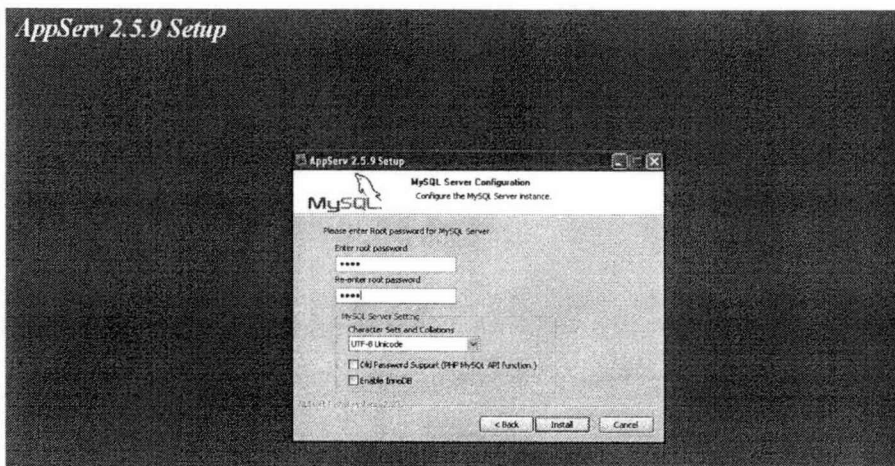 AppServ 2.5.9 Setup
AppServ 2.5.9 Setup
MySQL Server Configuration
Configure the MySQL Server instance.
MySQL
Please enter Root password for MySQL Server.
Enter root password
••••
Re-enter root password
••••
MySQL Server Setting
Character Sets and Collations
UTF-8 Unicode
Old Password Support (PHP MySQL API function.)
Enable InnoDB
< Back
Install
Cancel